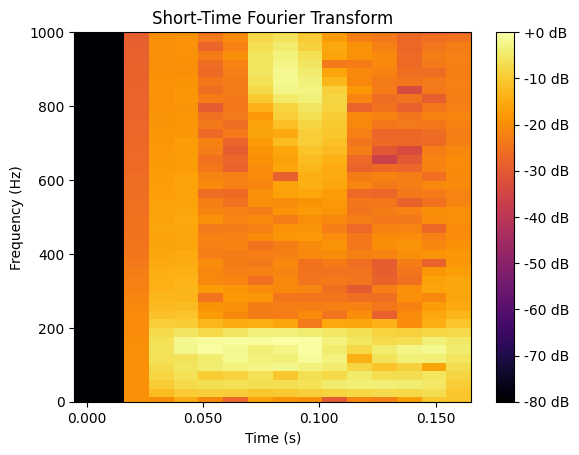 Short-Time Fourier Transform
1000
800
600
400
200
0
Frequency (Hz)
0.000
0.050
0.100
0.150
Time (s)
+0 dB
-10 dB
-20 dB
-30 dB
-40 dB
-50 dB
-60 dB
-70 dB
-80 dB